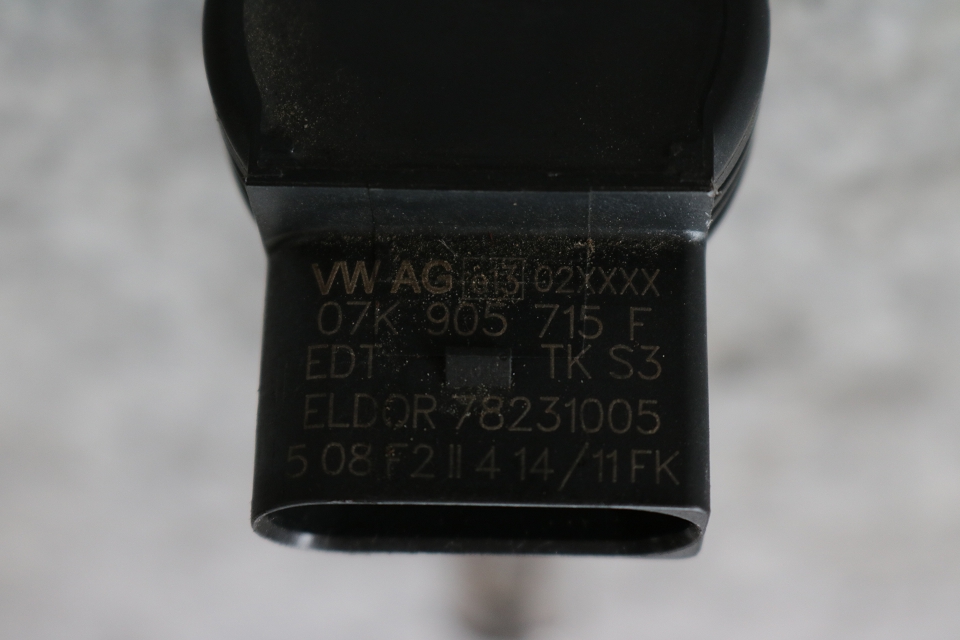 VW AG 013 02XXXX
07K 905 715 F
EDT TK S3
ELDOR 78231005
5 08 F2 II 4 14/11 FK